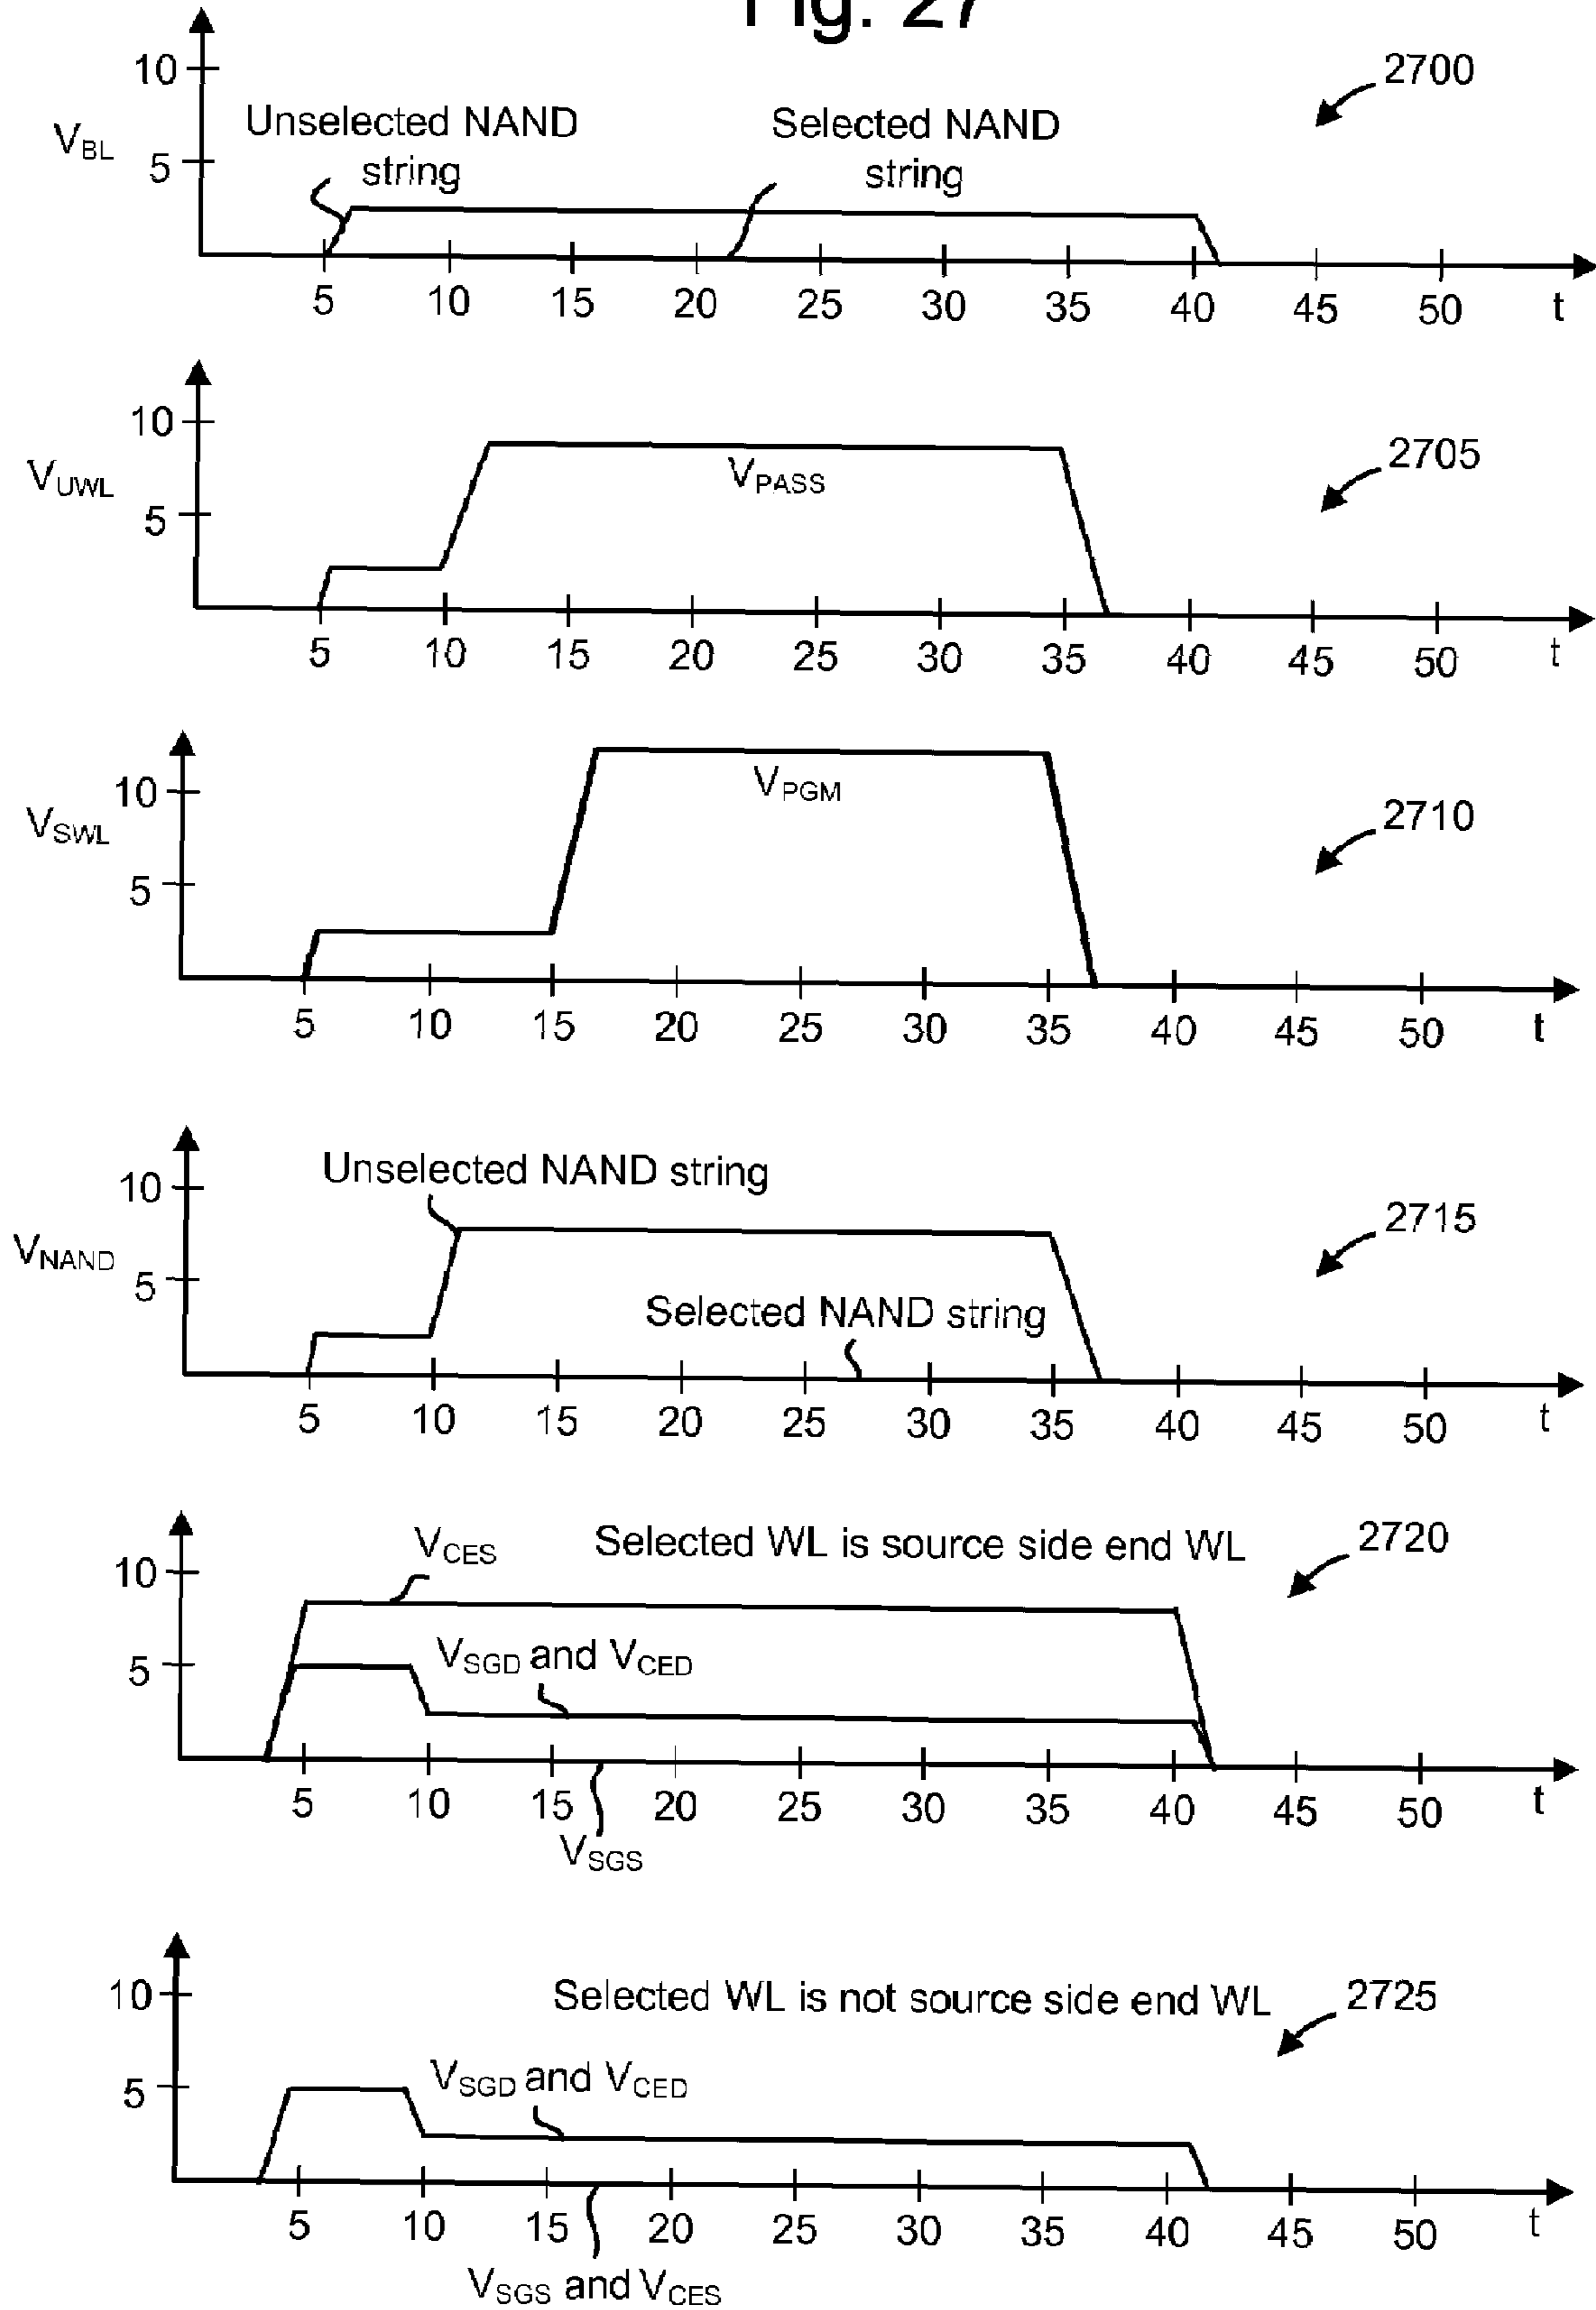 Fig. 27
10
2700
Unselected NAND
string
Selected NAND
string
VBL
5
5 10 15 20 25 30 35 40 45 50 t
10
2705
VUWL
VPASS
5
5 10 15 20 25 30 35 40 45 50 t
10
VPGM
2710
VSWL
5
5 10 15 20 25 30 35 40 45 50 t
Unselected NAND string
10
2715
VNAND
5
Selected NAND string
5 10 15 20 25 30 35 40 45 50 t
VCES
Selected WL is source side end WL
2720
10
VSGD and VCED
5
5 10 15 20 25 30 35 40 45 50 t
VSGS
10
Selected WL is not source side end WL
2725
VSGD and VCED
5
5 10 15 20 25 30 35 40 45 50 t
VSGS and VCES